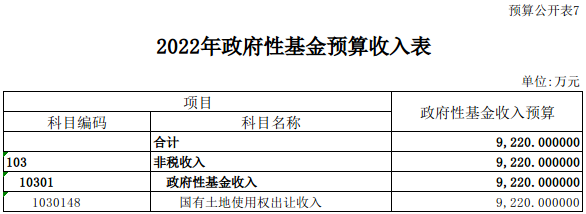 预算公开表7
2022年政府性基金预算收入表
单位:万元
项目 政府性基金收入预算
科目编码 科目名称
合计 9,220.000000
103 非税收入 9,220.000000
10301 政府性基金收入 9,220.000000
1030148 国有土地使用权出让收入 9,220.000000